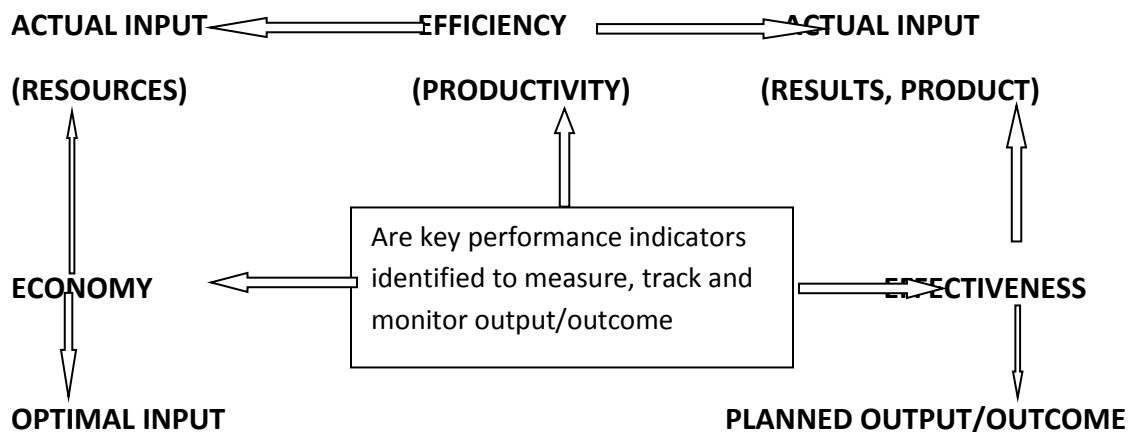 ACTUAL INPUT EFFICIENCY ACTUAL INPUT
(RESOURCES) (PRODUCTIVITY) (RESULTS, PRODUCT)
Are key performance indicators
identified to measure, track and
monitor output/outcome
ECONOMY EFFECTIVENESS
OPTIMAL INPUT PLANNED OUTPUT/OUTCOME